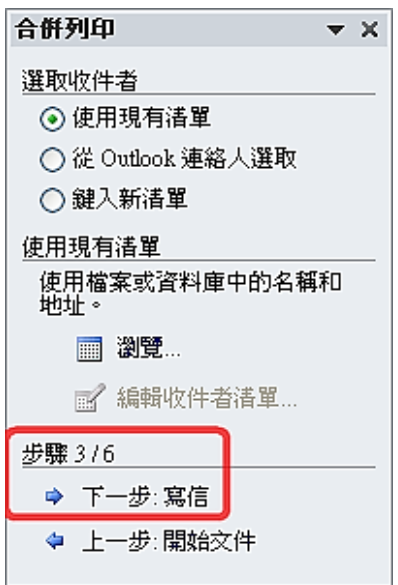 合併列印
選取收件者
使用現有清單
從 Outlook 連絡人選取
鍵入新清單
使用現有清單
使用檔案或資料庫中的名稱和
地址。
瀏覽...
編輯收件者清單...
步驟 3 / 6
下一步: 寫信
上一步: 開始文件